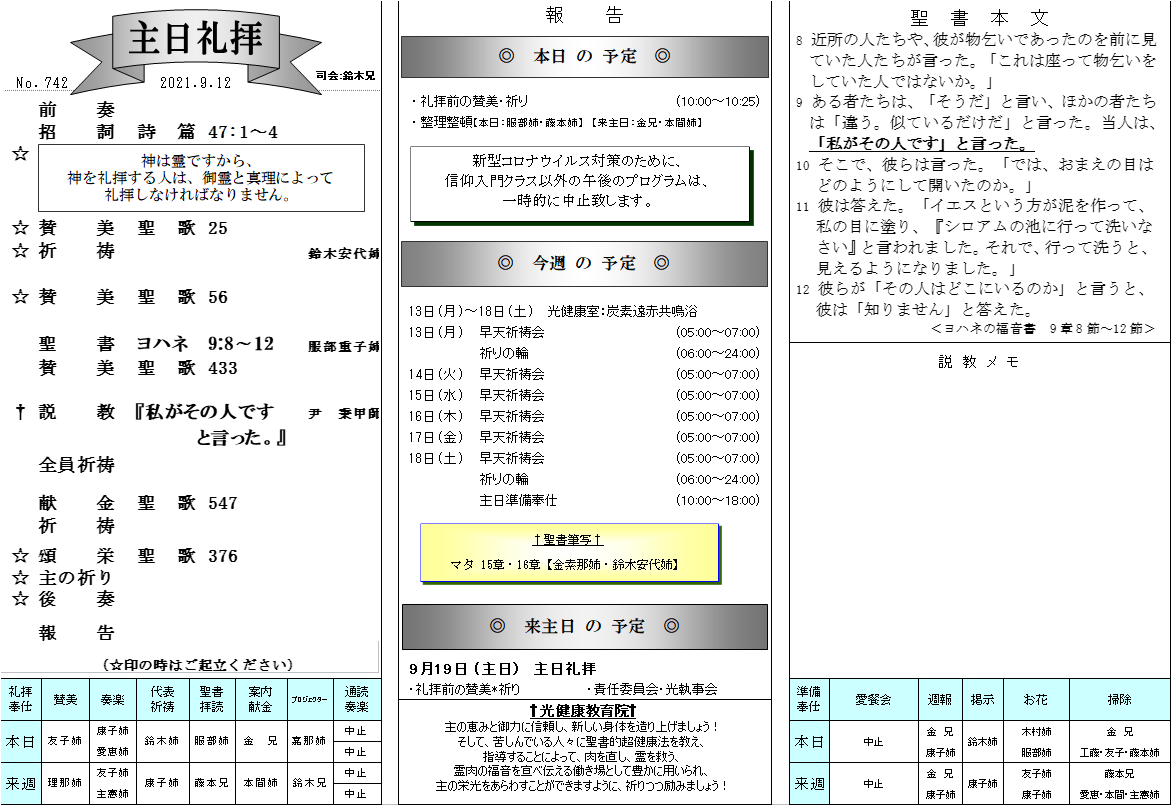 主日礼拝
No. 742
2021.9.12
司会:鈴木兄
前 奏
招 詞 詩 篇 47:1～4
☆
神は霊ですから、
神を礼拝する人は、御霊と真理によって
礼拝しなければなりません。
☆ 賛 美 聖 歌 25
☆ 祈 祷 鈴木安代姉
☆ 賛 美 聖 歌 56
聖 書 ヨハネ 9:8～12 服部重子姉
賛 美 聖 歌 433
† 説 教 『私がその人です 尹 秉甲師
と言った。』
全員祈祷
献 金 聖 歌 547
祈 祷
☆ 頌 栄 聖 歌 376
☆ 主の祈り
☆ 後 奏
報 告
(☆印の時はご起立ください)
礼拝奉仕 賛美 奏楽 代表祈祷 聖書拝読 案内献金 プロジェクター 通読奏楽
本日 友子姉 康子姉 愛恵姉 鈴木姉 服部姉 金 兄 嘉那姉 中止 中止
来週 理那姉 友子姉 主憲姉 康子姉 藤本兄 本間姉 鈴木兄 中止 中止
報 告
◎ 本日 の 予定 ◎
・礼拝前の賛美・祈り (10:00～10:25)
・整理整頓【本日:服部姉・藤本姉】 【来主日:金兄・本間姉】
新型コロナウイルス対策のために、
信仰入門クラス以外の午後のプログラムは、
一時的に中止致します。
◎ 今週 の 予定 ◎
13日(月)～18日(土) 光健康室:炭素遠赤共鳴浴
13日(月) 早天祈祷会 (05:00～07:00)
祈りの輪 (06:00～24:00)
14日(火) 早天祈祷会 (05:00～07:00)
15日(水) 早天祈祷会 (05:00～07:00)
16日(木) 早天祈祷会 (05:00～07:00)
17日(金) 早天祈祷会 (05:00～07:00)
18日(土) 早天祈祷会 (05:00～07:00)
祈りの輪 (06:00～24:00)
主日準備奉仕 (10:00～18:00)
†聖書筆写†
マタ 15章・16章【金索那姉・鈴木安代姉】
◎ 来主日 の 予定 ◎
9月19日(主日) 主日礼拝
・礼拝前の賛美*祈り ・責任委員会・光執事会
†光健康教育院†
主の恵みと御力に信頼し、新しい身体を造り上げましょう!
そして、苦しんでいる人々に聖書的超健康法を教え、
指導することによって、肉を直し、霊を救う、
霊肉の福音を宣べ伝える働き場として豊かに用いられ、
主の栄光をあらわすことができますように、祈りつつ励みましょう!
聖 書 本 文
8 近所の人たちや、彼が物乞いであったのを前に見
ていた人たちが言った。「これは座って物乞いを
していた人ではないか。」
9 ある者たちは、「そうだ」と言い、ほかの者たち
は「違う。似ているだけだ」と言った。当人は、
「私がその人です」と言った。
10 そこで、彼らは言った。「では、おまえの目は
どのようにして開いたのか。」
11 彼は答えた。「イエスという方が泥を作って、
私の目に塗り、『シロアムの池に行って洗いな
さい』と言われました。それで、行って洗うと、
見えるようになりました。」
12 彼らが「その人はどこにいるのか」と言うと、
彼は「知りません」と答えた。
＜ヨハネの福音書 9章8節～12節＞
説 教 メ モ
準備奉仕 愛餐会 週報 掲示 お花 掃除
本日 中止 金 兄 康子姉 鈴木姉 木村姉 服部姉 金 兄 工藤・友子・藤本姉
来週 中止 金 兄 康子姉 康子姉 友子姉 康子姉 藤本兄 愛恵・本間・主憲姉